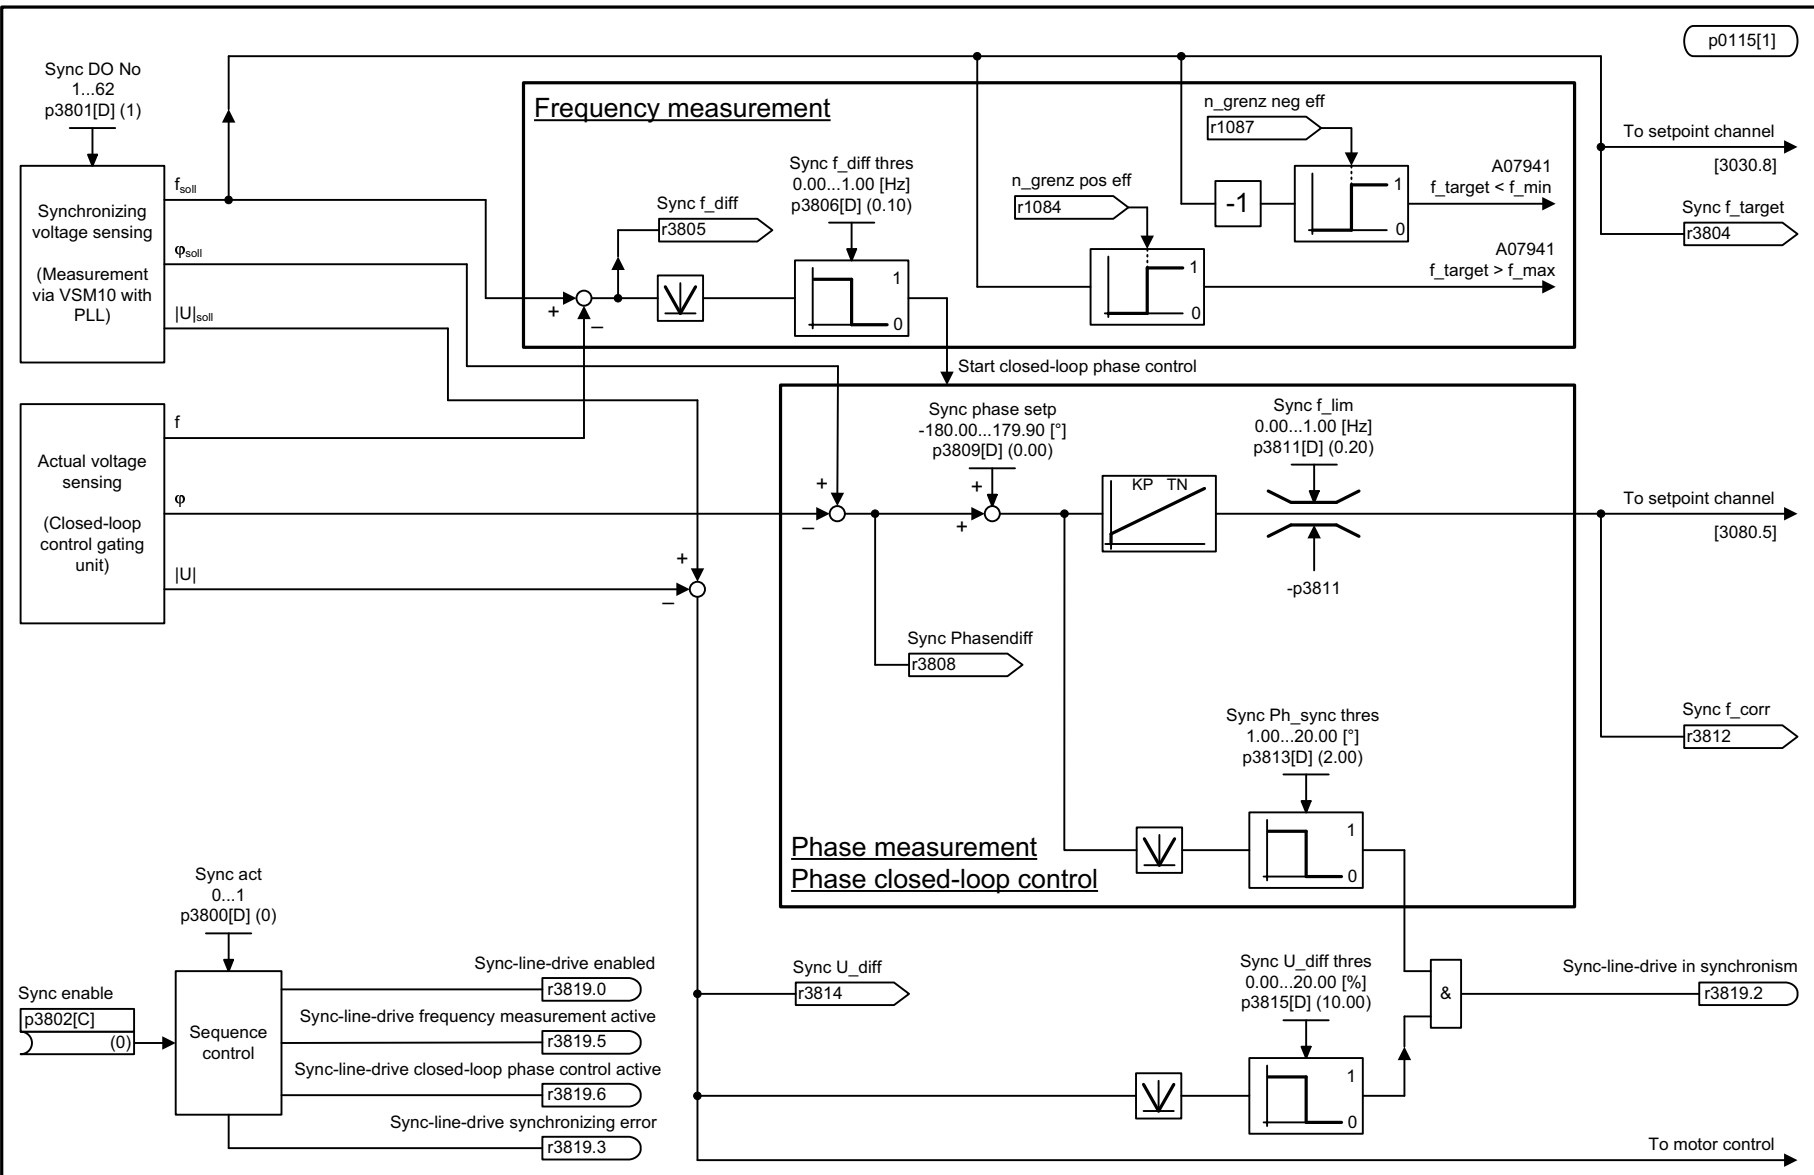 p0115[1]
Sync DO No
1...62
p3801[D] (1)
Synchronizing
voltage sensing
(Measurement
via VSM10 with
PLL)
fsoll
φsoll
|U|soll
Frequency measurement
Sync f_diff
r3805
Sync f_diff thres
0.00...1.00 [Hz]
p3806[D] (0.10)
1
0
+
–
n_grenz pos eff
r1084
1
0
n_grenz neg eff
r1087
-1
1
0
A07941
f_target < f_min
A07941
f_target > f_max
To setpoint channel
[3030.8]
Sync f_target
r3804
Start closed-loop phase control
Actual voltage
sensing
(Closed-loop
control gating
unit)
f
φ
|U|
+
–
+
–
Sync phase setp
-180.00...179.90 [°]
p3809[D] (0.00)
+
+
KP TN
Sync f_lim
0.00...1.00 [Hz]
p3811[D] (0.20)
-p3811
To setpoint channel
[3080.5]
Sync Phasendiff
r3808
Sync f_corr
r3812
Sync Ph_sync thres
1.00...20.00 [°]
p3813[D] (2.00)
1
0
Phase measurement
Phase closed-loop control
Sync act
0...1
p3800[D] (0)
Sync enable
p3802[C]
(0)
Sequence
control
Sync-line-drive enabled
r3819.0
Sync-line-drive frequency measurement active
r3819.5
Sync-line-drive closed-loop phase control active
r3819.6
Sync-line-drive synchronizing error
r3819.3
Sync U_diff
r3814
Sync U_diff thres
0.00...20.00 [%]
p3815[D] (10.00)
1
0
&
Sync-line-drive in synchronism
r3819.2
To motor control